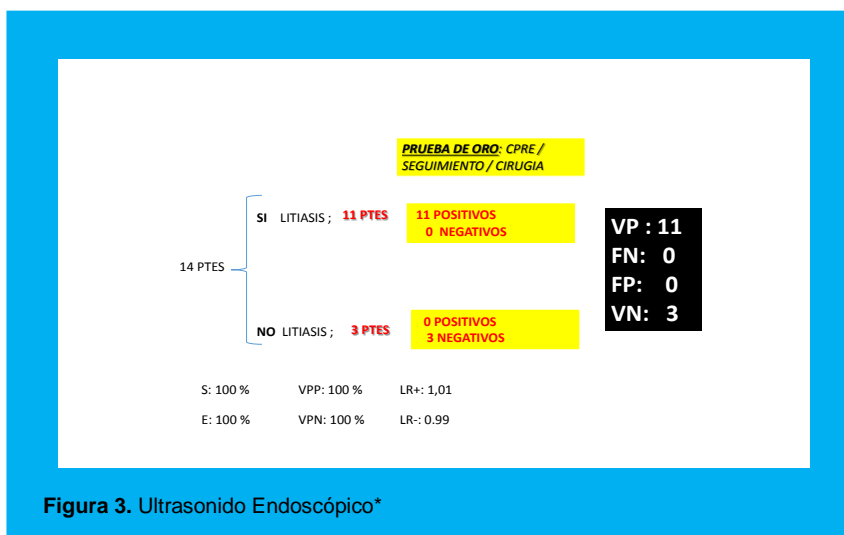 PRUEBA DE ORO: CPRE /
SEGUIMIENTO / CIRUGIA
SI LITIASIS ; 11 PTES
11 POSITIVOS
0 NEGATIVOS
14 PTES
NO LITIASIS ; 3 PTES
0 POSITIVOS
3 NEGATIVOS
VP : 11
FN: 0
FP: 0
VN: 3
S: 100 % VPP: 100 % LR+: 1,01
E: 100 % VPN: 100 % LR-: 0.99
Figura 3. Ultrasonido Endoscópico*